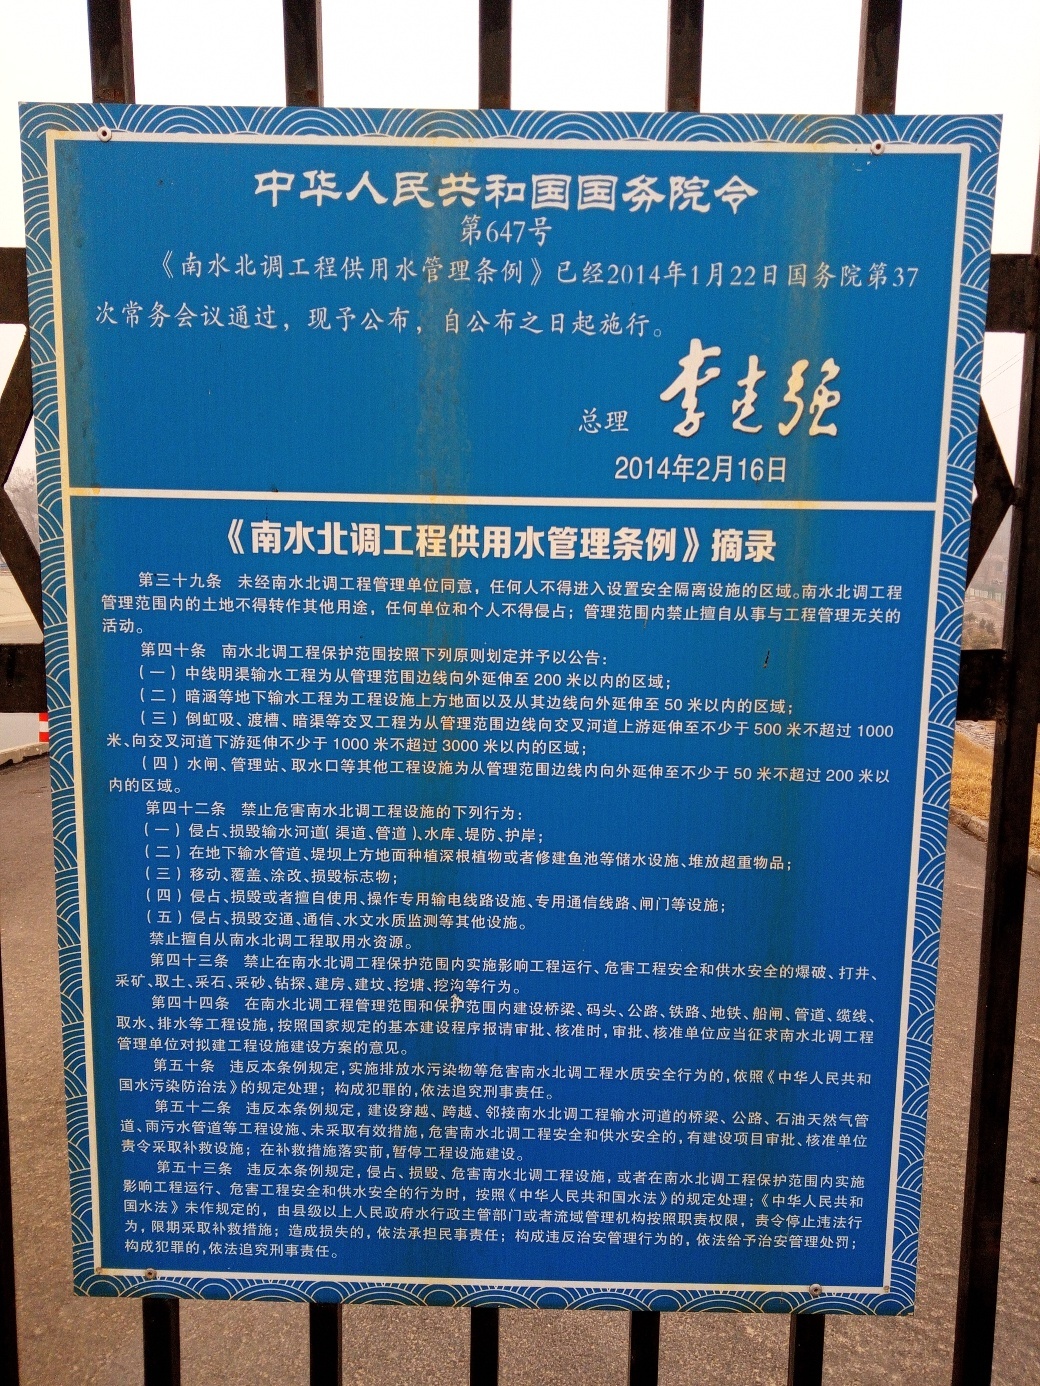 中华人民共和国国务院令
第647号
《南水北调工程供用水管理条例》已经2014年1月22日国务院第37
次常务会议通过，现予公布，自公布之日起施行。
总理 李克强
2014年2月16日
《南水北调工程供用水管理条例》摘录
第三十九条 未经南水北调工程管理单位同意，任何人不得进入设置安全隔离设施的区域。南水北调工程
管理范围内的土地不得转作其他用途，任何单位和个人不得侵占；管理范围内禁止擅自从事与工程管理无关的
活动。
第四十条 南水北调工程保护范围按照下列原则划定并予以公告：
（一）中线明渠输水工程为从管理范围边线向外延伸至 200 米以内的区域；
（二）暗涵等地下输水工程为工程设施上方地面以及从其边线向外延伸至 50 米以内的区域；
（三）倒虹吸、渡槽、暗渠等交叉工程为从管理范围边线向交叉河道上游延伸至不少于 500 米不超过 1000
米、向交叉河道下游延伸不少于 1000 米不超过 3000 米以内的区域；
（四）水闸、管理站、取水口等其他工程设施为从管理范围边线内向外延伸至不少于 50 米不超过 200 米以
内的区域。
第四十二条 禁止危害南水北调工程设施的下列行为：
（一）侵占、损毁输水河道（渠道、管道）、水库、堤防、护岸；
（二）在地下输水管道、堤坝上方地面种植深根植物或者修建鱼池等储水设施、堆放超重物品；
（三）移动、覆盖、涂改、损毁标志物；
（四）侵占、损毁或者擅自使用、操作专用输电线路设施、专用通信线路、闸门等设施；
（五）侵占、损毁交通、通信、水文水质监测等其他设施。
禁止擅自从南水北调工程取用水资源。
第四十三条 禁止在南水北调工程保护范围内实施影响工程运行、危害工程安全和供水安全的爆破、打井、
采矿、取土、采石、采砂、钻探、建房、建坟、挖塘、挖沟等行为。
第四十四条 在南水北调工程管理范围和保护范围内建设桥梁、码头、公路、铁路、地铁、船闸、管道、缆线、
取水、排水等工程设施，按照国家规定的基本建设程序报请审批、核准时，审批、核准单位应当征求南水北调工程
管理单位对拟建工程设施建设方案的意见。
第五十条 违反本条例规定，实施排放水污染物等危害南水北调工程水质安全行为的，依照《中华人民共和
国水污染防治法》的规定处理；构成犯罪的，依法追究刑事责任。
第五十二条 违反本条例规定，建设穿越、跨越、邻接南水北调工程输水河道的桥梁、公路、石油天然气管
道、雨污水管道等工程设施、未采取有效措施，危害南水北调工程安全和供水安全的，有建设项目审批、核准单位
责令采取补救设施；在补救措施落实前，暂停工程设施建设。
第五十三条 违反本条例规定，侵占、损毁、危害南水北调工程设施，或者在南水北调工程保护范围内实施
影响工程运行、危害工程安全和供水安全的行为时，按照《中华人民共和国水法》的规定处理；《中华人民共和
国水法》未作规定的，由县级以上人民政府水行政主管部门或者流域管理机构按照职责权限，责令停止违法行
为，限期采取补救措施；造成损失的，依法承担民事责任；构成违反治安管理行为的，依法给予治安管理处罚；
构成犯罪的，依法追究刑事责任。